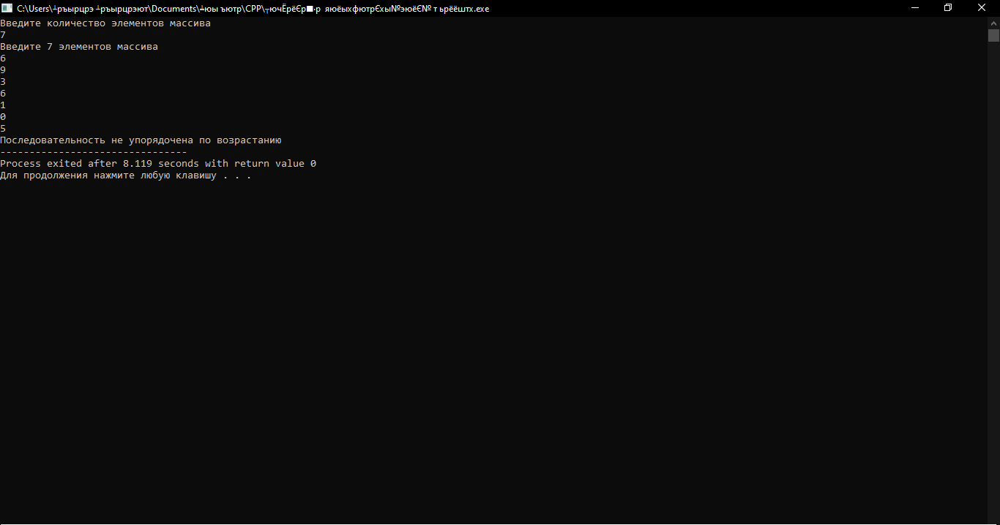 C:\Users\┴ръырцрэ ┴ръырцрэют\Documents\╧юы ъютр\CPP\┬ючЁрёЄр■∙р  яюёыхфютрЄхы№эюёЄ№ т ьрёёштх.exe
Введите количество элементов массива
7
Введите 7 элементов массива
6
9
3
6
1
0
5
Последовательность не упорядочена по возрастанию
--------------------------------
Process exited after 8.119 seconds with return value 0
Для продолжения нажмите любую клавишу . . .